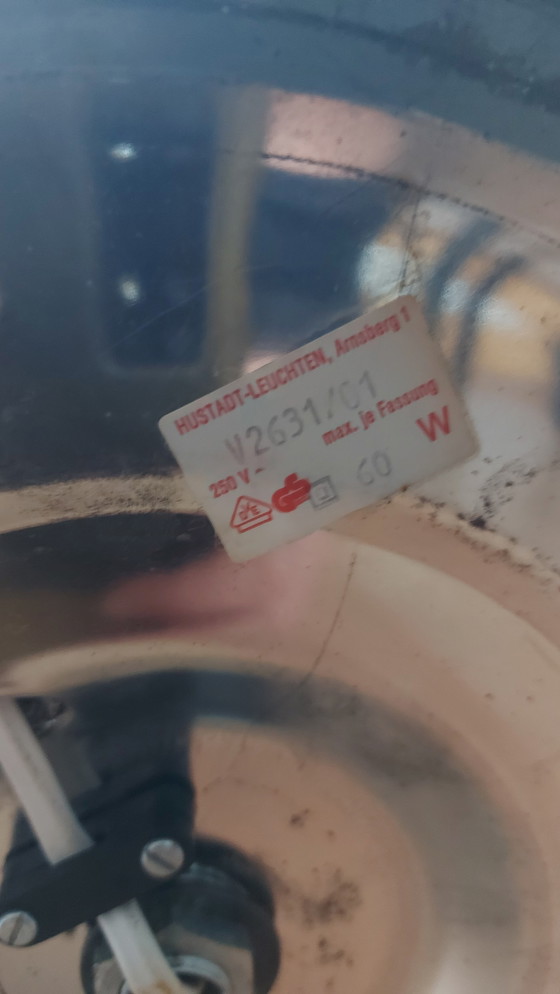 HUSTADT-LEUCHTEN, Arnsberg 1
V2631/01
250 V~ max. je Fassung
60 W